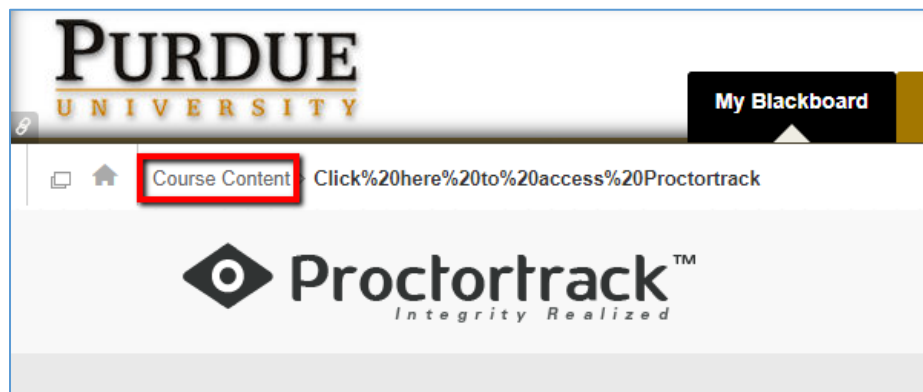 PURDUE
UNIVERSITY
My Blackboard
Course Content > Click%20here%20to%20access%20Proctortrack
Proctortrack™
Integrity Realized